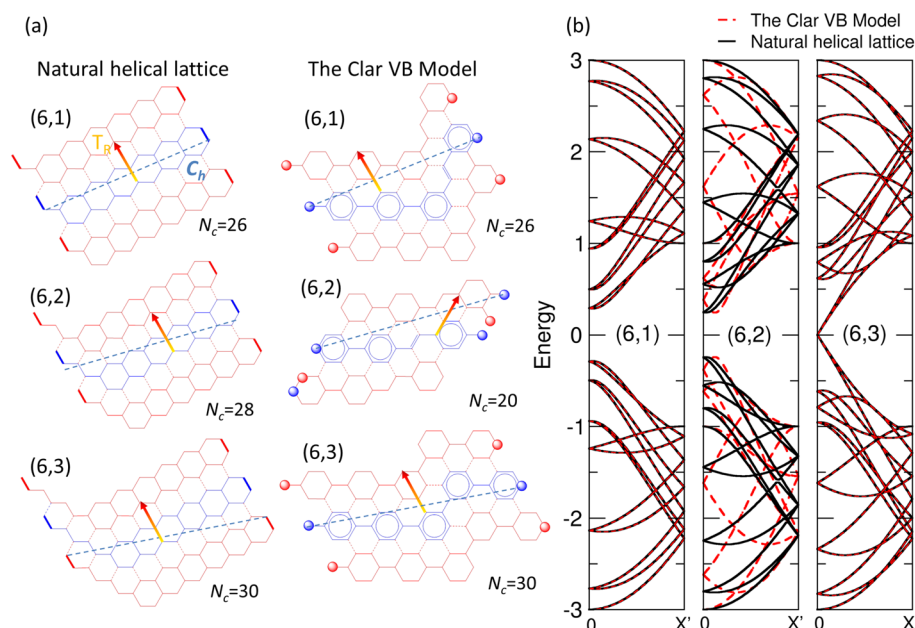 (a)
Natural helical lattice
The Clar VB Model
(6,1)
T_R
C_h
N_c=26
(6,1)
N_c=26
(6,2)
N_c=28
(6,2)
N_c=20
(6,3)
N_c=30
(6,3)
N_c=30
(b)
The Clar VB Model
Natural helical lattice
Energy
3
2
1
0
-1
-2
-3
(6,1)
(6,2)
(6,3)
0 X' 0 X' 0 X